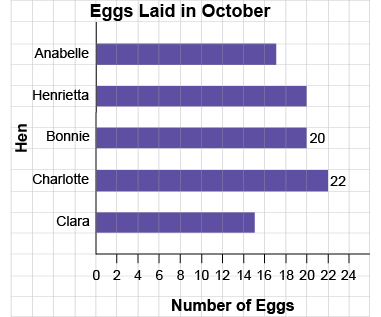 Eggs Laid in October
Hen
Anabelle
Henrietta
Bonnie 20
Charlotte 22
Clara
0 2 4 6 8 10 12 14 16 18 20 22 24
Number of Eggs